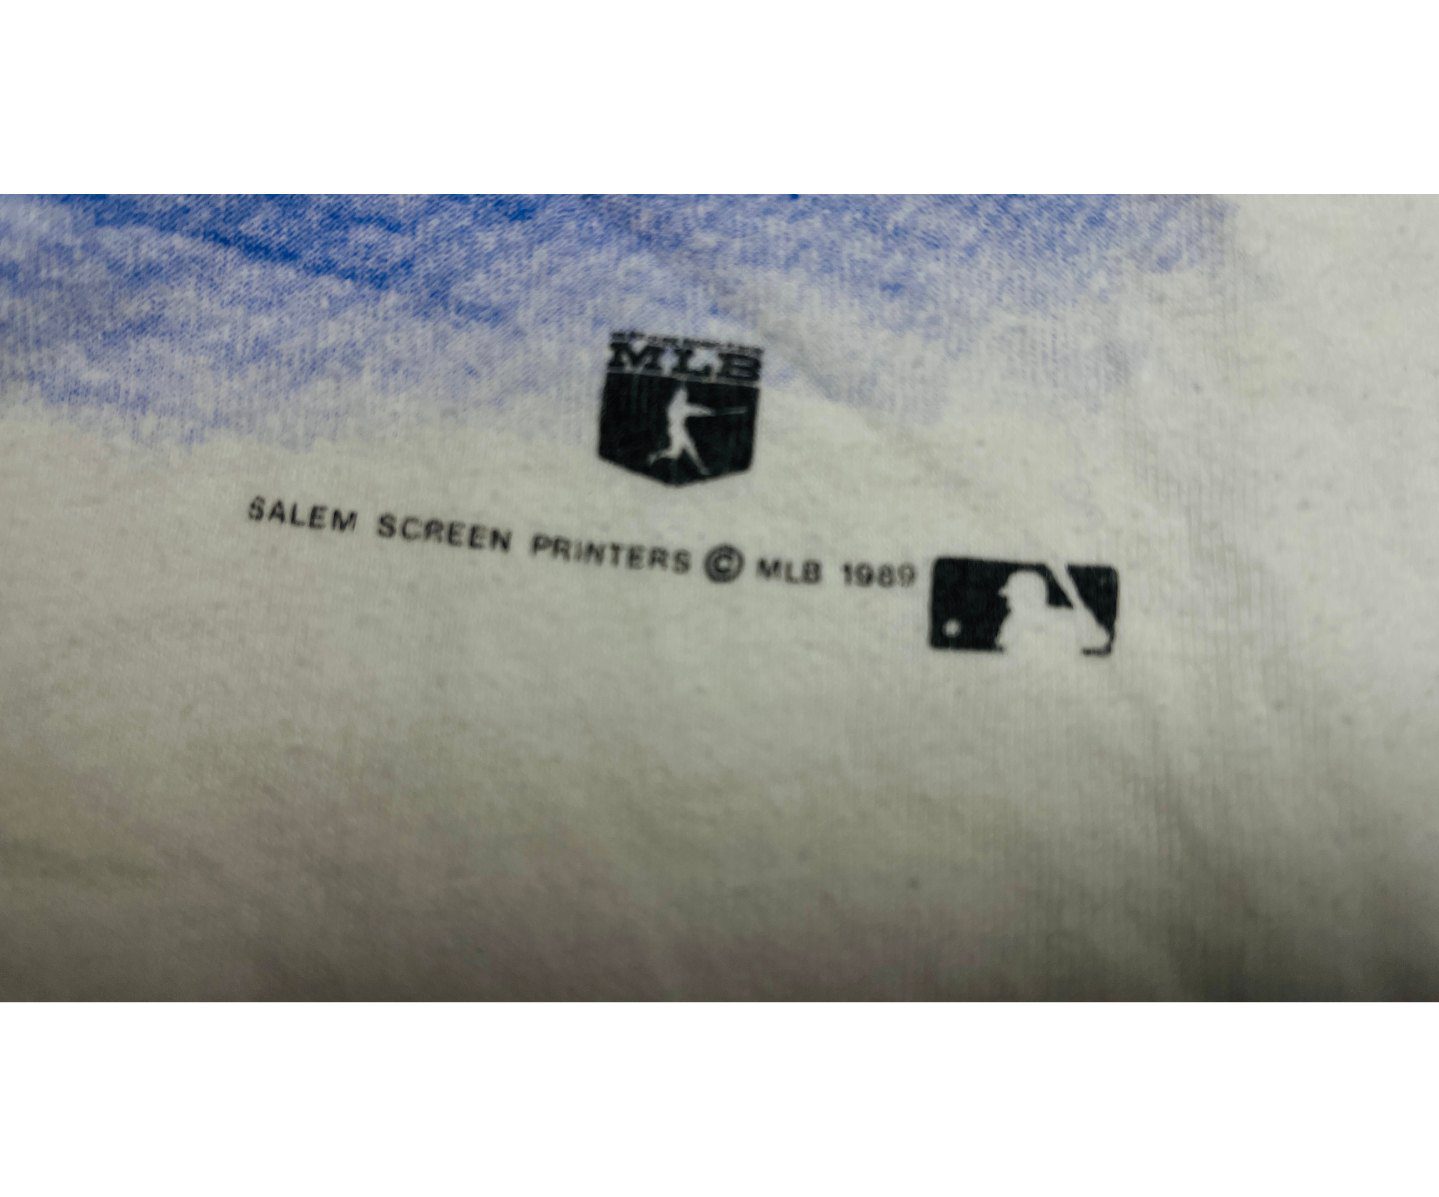 MLB
SALEM SCREEN PRINTERS © MLB 1989